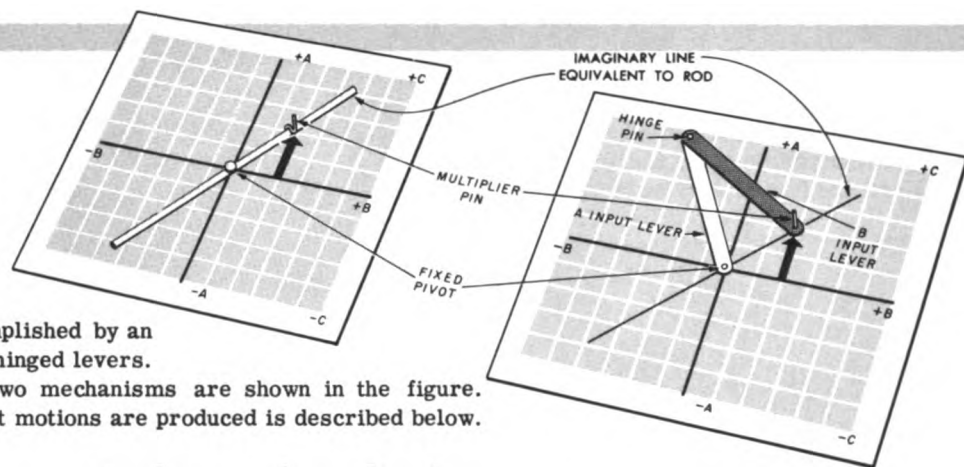 +A
+C
IMAGINARY LINE
EQUIVALENT TO ROD
HINGE
PIN
+A
+C
-B
MULTIPLIER
PIN
+B
A INPUT LEVER
B
INPUT
LEVER
-B
FIXED
PIVOT
-A
-C
+B
-A
-C
plished by an
hinged levers.
wo mechanisms are shown in the figure.
t motions are produced is described below.